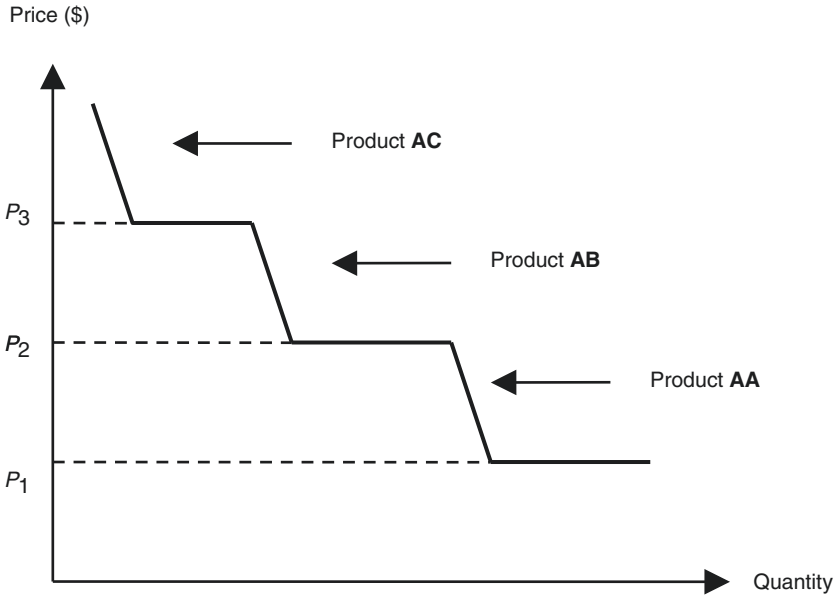 Price ($)
Product AC
P3
Product AB
P2
Product AA
P1
Quantity